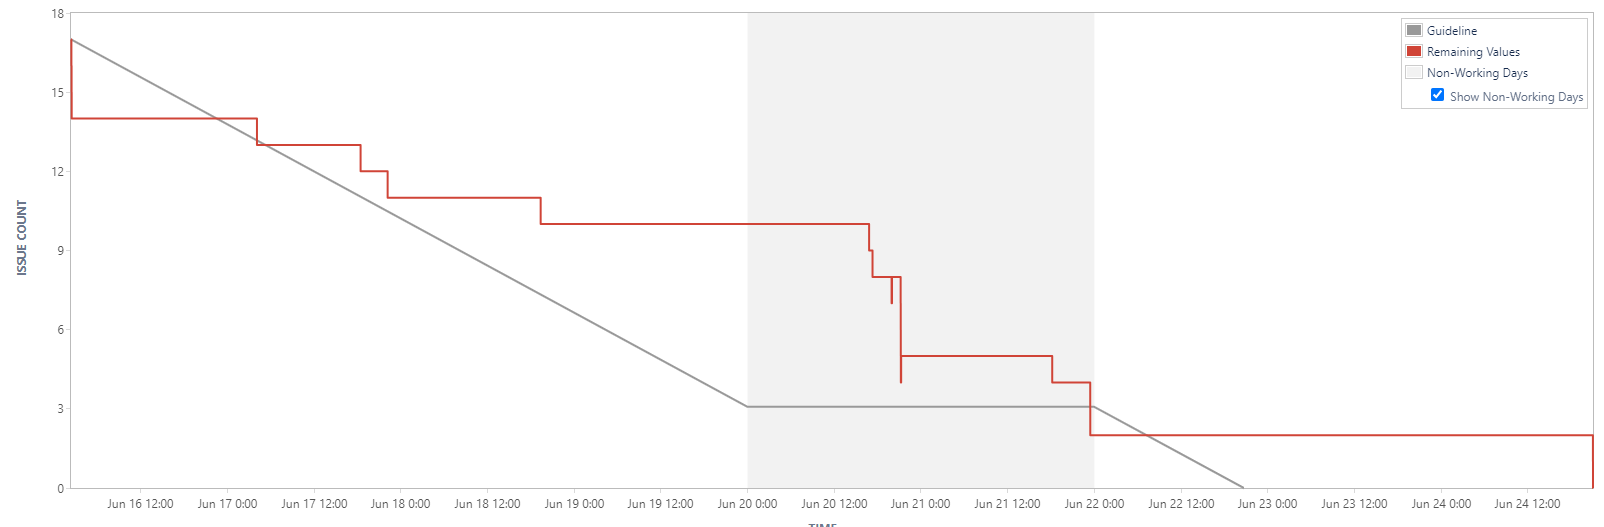 18
15
12
9
6
3
0
ISSUE COUNT
Guideline
Remaining Values
Non-Working Days
Show Non-Working Days
Jun 16 12:00 Jun 17 0:00 Jun 17 12:00 Jun 18 0:00 Jun 18 12:00 Jun 19 0:00 Jun 19 12:00 Jun 20 0:00 Jun 20 12:00 Jun 21 0:00 Jun 21 12:00 Jun 22 0:00 Jun 22 12:00 Jun 23 0:00 Jun 23 12:00 Jun 24 0:00 Jun 24 12:00
TIME